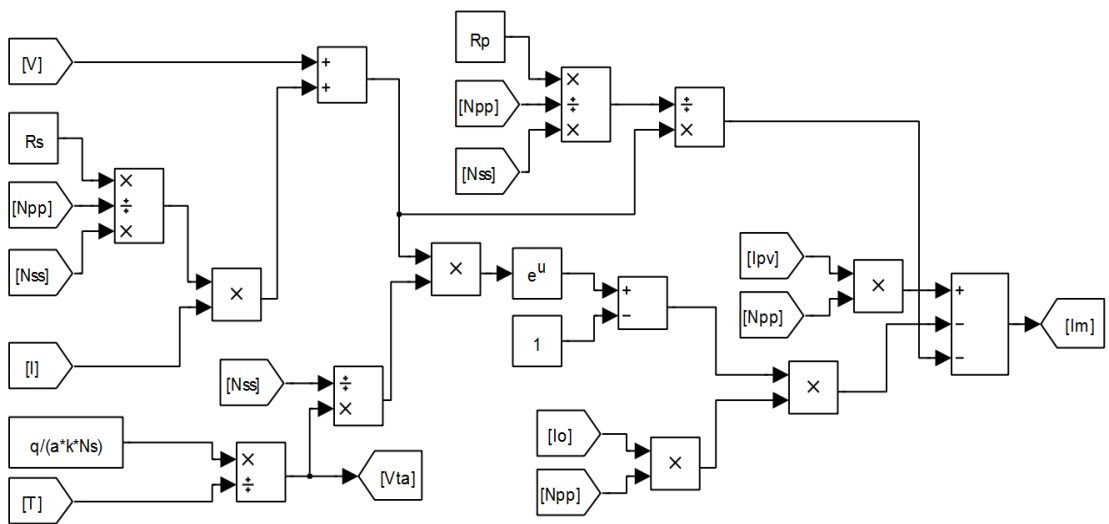 [V]
+
+
Rs
[Npp]
[Nss]
×
÷
×
[I]
×
Rp
[Npp]
[Nss]
×
÷
×
÷
×
×
e^u
1
+
−
[Nss]
÷
×
q/(a*k*Ns)
[T]
×
÷
[Vta]
[Io]
[Npp]
×
×
[Ipv]
[Npp]
×
+
−
−
[Im]